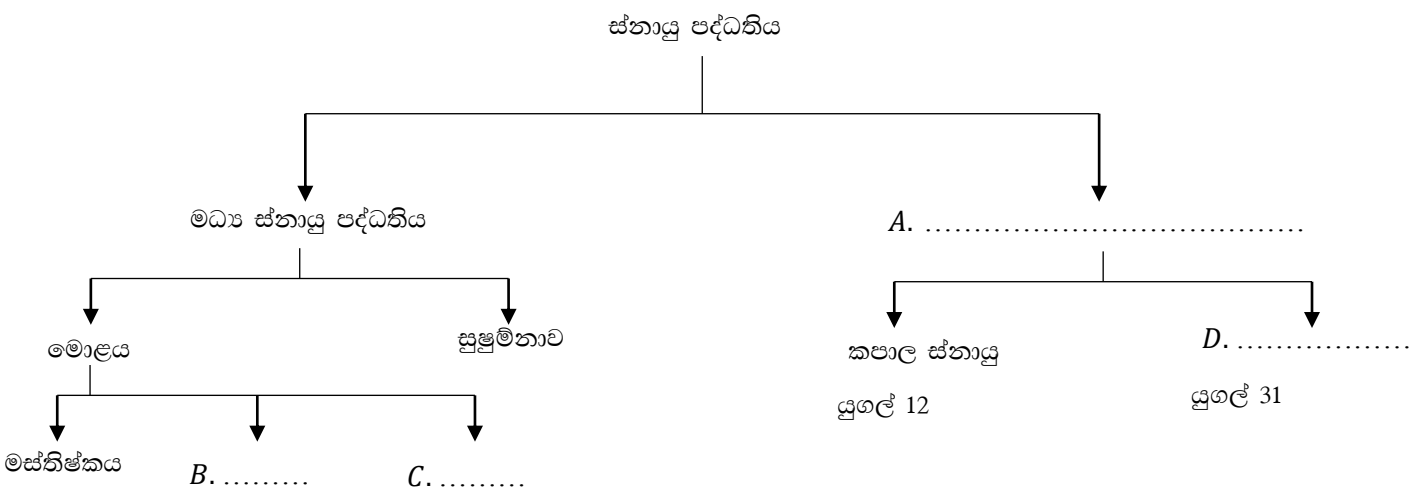 ස්නායු පද්ධතිය
මධ්‍ය ස්නායු පද්ධතිය
A. ......................................
මොළය
සුෂුම්නාව
කපාල ස්නායු
D. ..................
යුගල් 12
යුගල් 31
මස්තිෂ්කය
B. .........
C. .........